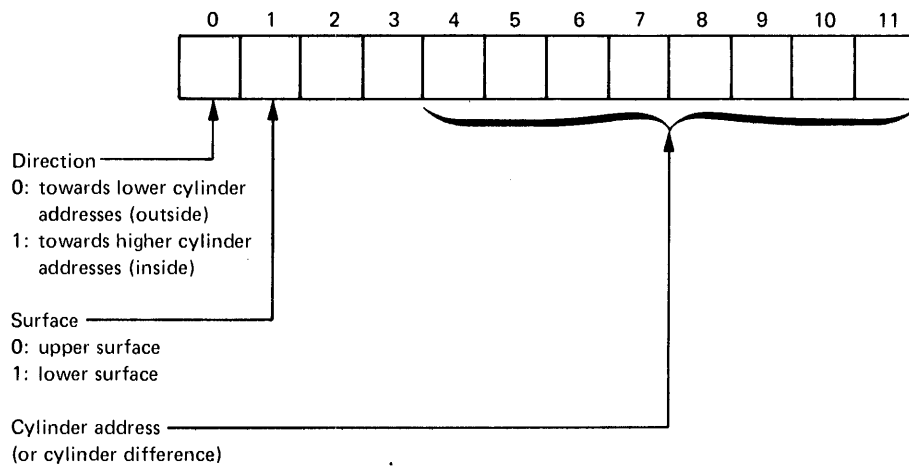 0 1 2 3 4 5 6 7 8 9 10 11
Direction
0: towards lower cylinder
addresses (outside)
1: towards higher cylinder
addresses (inside)
Surface
0: upper surface
1: lower surface
Cylinder address
(or cylinder difference)